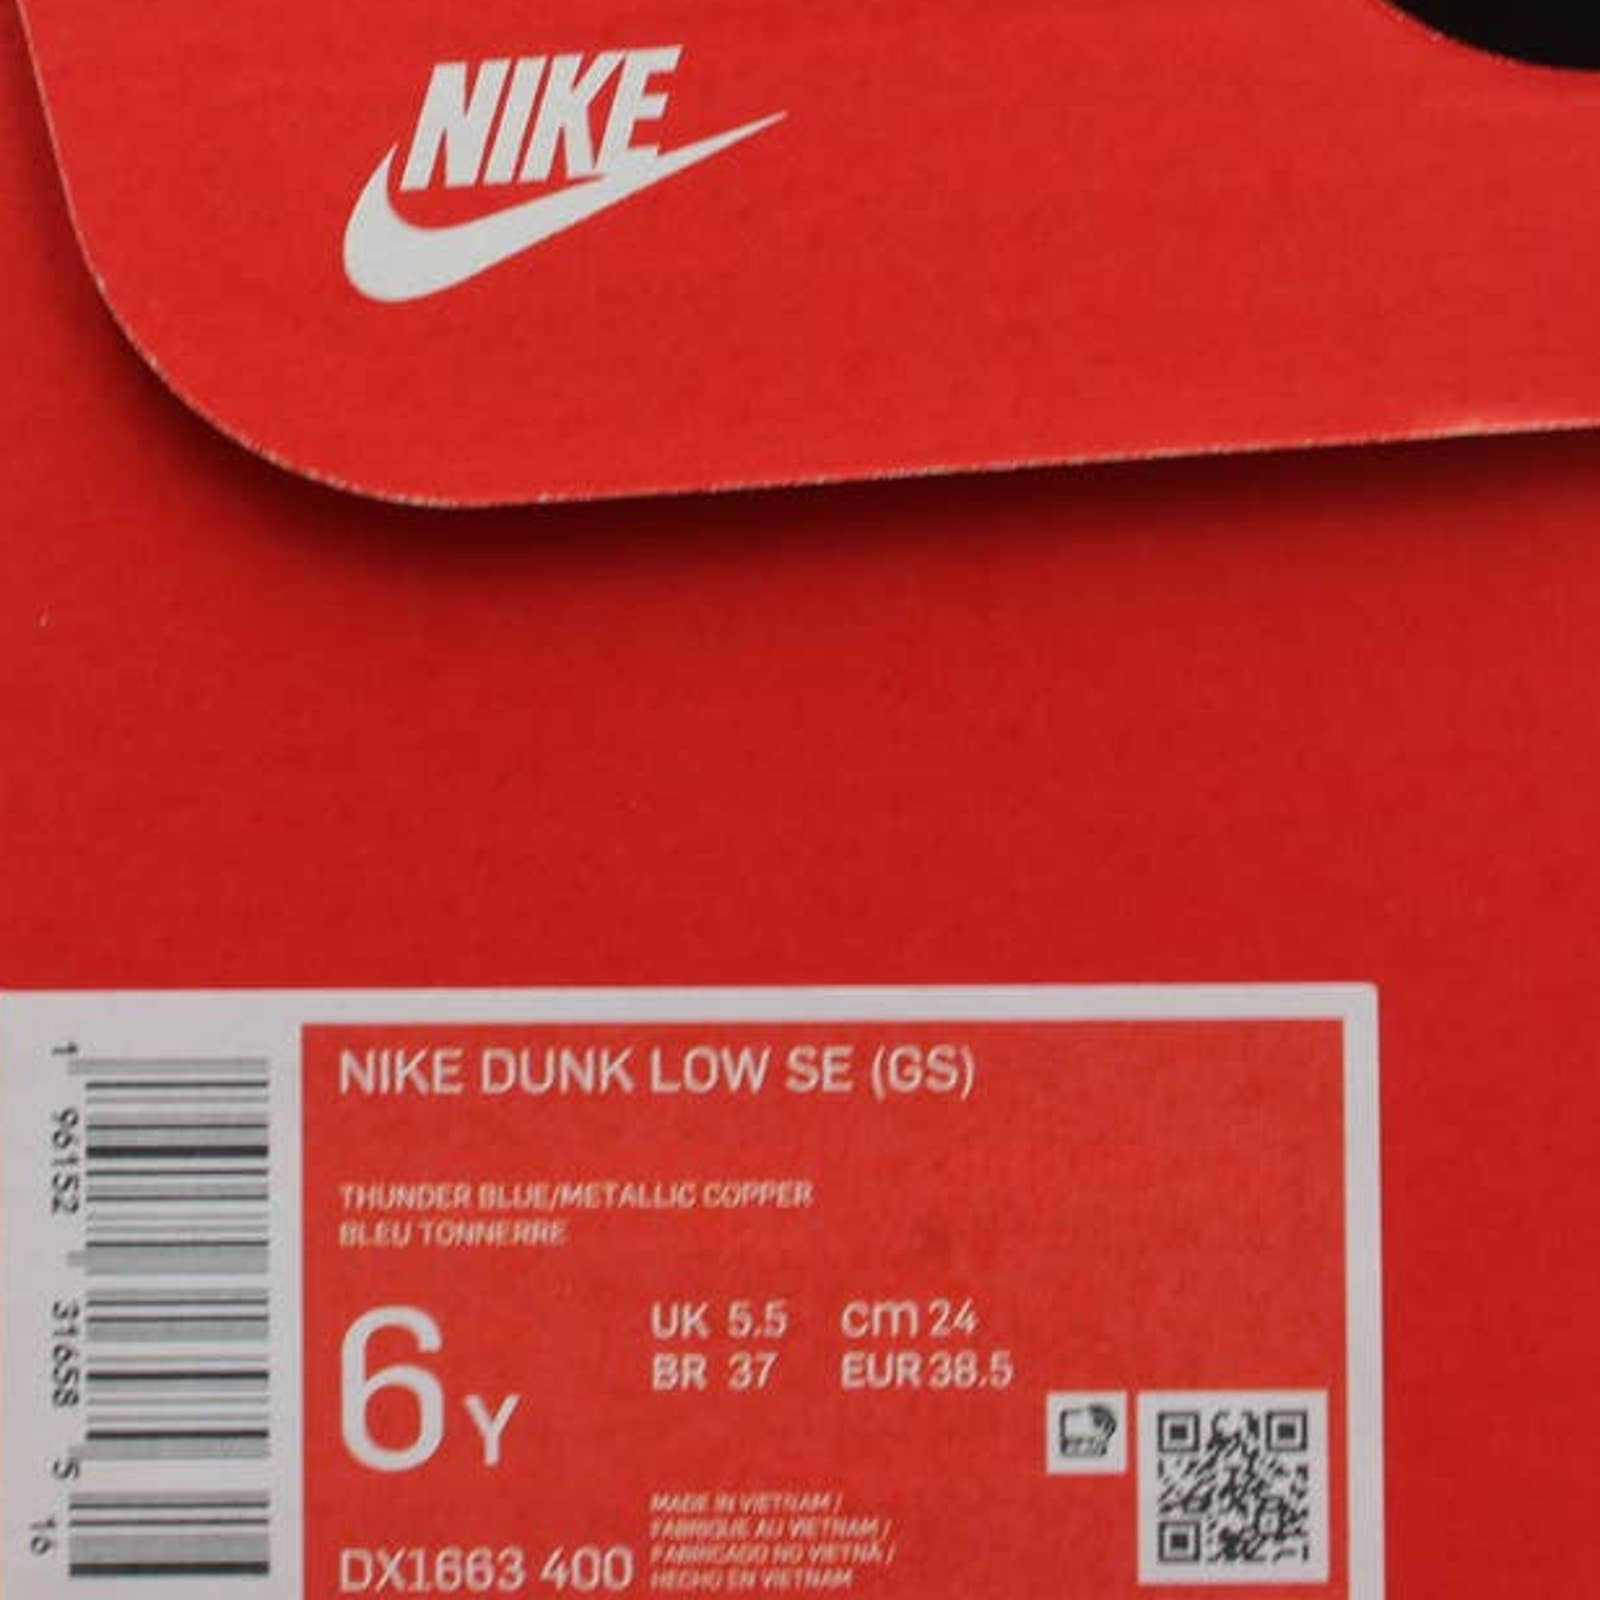 NIKE
NIKE DUNK LOW SE (GS)
THUNDER BLUE/METALLIC COPPER
BLEU TONNERRE
6Y
UK 5.5 cm 24
BR 37 EUR 38.5
MADE IN VIETNAM /
FABRIQUE AU VIETNAM /
FABRICADO NO VIETNÃ /
HECHO EN VIETNAM
DX1663 400
1 96152 31658 5 16